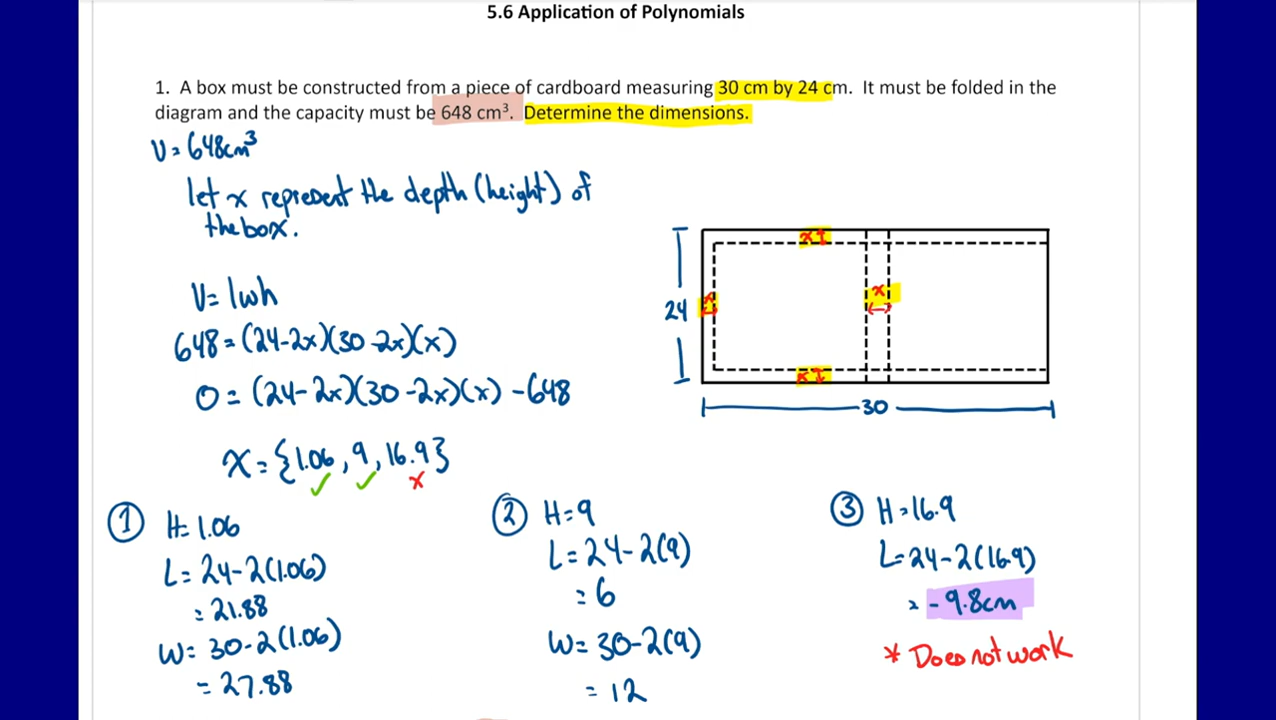 5.6 Application of Polynomials
1. A box must be constructed from a piece of cardboard measuring 30 cm by 24 cm. It must be folded in the
diagram and the capacity must be 648 cm³. Determine the dimensions.
V = 648cm³
let x represent the depth (height) of
the box.
V = lwh
648 = (24-2x)(30-2x)(x)
0 = (24-2x)(30-2x)(x) - 648
x = {1.06, 9, 16.9}
✓ ✓ x
x
x
x
x
24
30
① H = 1.06
L = 24-2(1.06)
= 21.88
W = 30-2(1.06)
= 27.88
② H = 9
L = 24-2(9)
= 6
W = 30-2(9)
= 12
③ H = 16.9
L = 24-2(16.9)
= -9.8cm
* Does not work